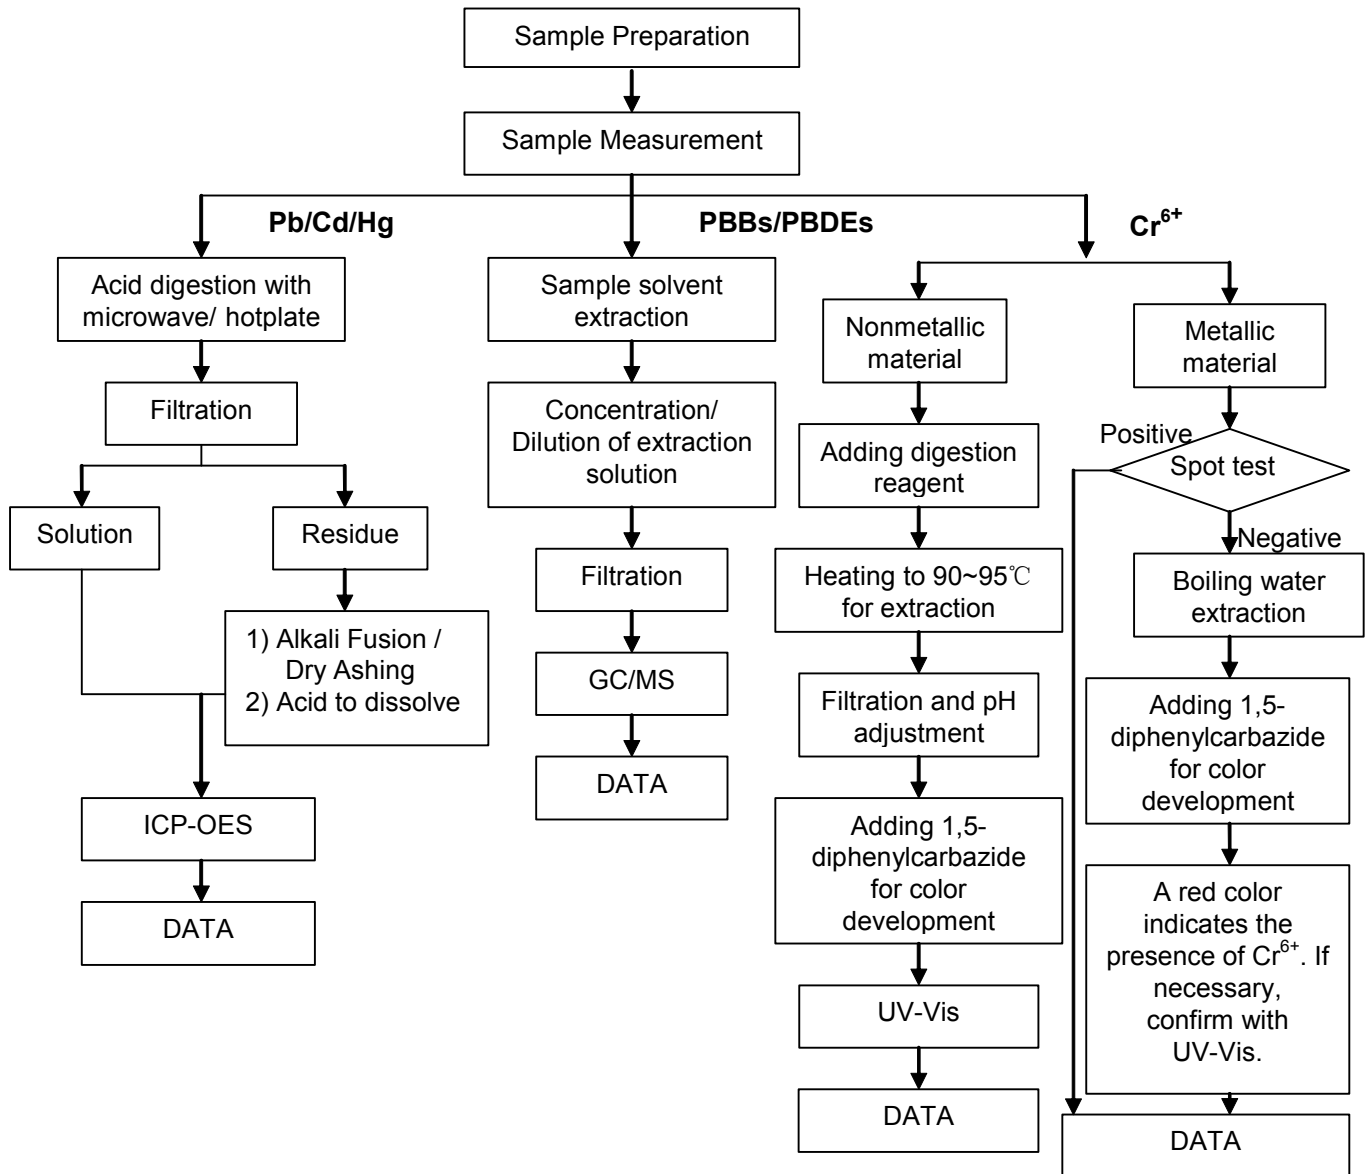 Sample Preparation
Sample Measurement
Pb/Cd/Hg
PBBs/PBDEs
Cr⁶⁺
Acid digestion with
microwave/ hotplate
Filtration
Solution
Residue
1) Alkali Fusion /
Dry Ashing
2) Acid to dissolve
ICP-OES
DATA
Sample solvent
extraction
Concentration/
Dilution of extraction
solution
Filtration
GC/MS
DATA
Nonmetallic
material
Adding digestion
reagent
Heating to 90~95℃
for extraction
Filtration and pH
adjustment
Adding 1,5-
diphenylcarbazide
for color
development
UV-Vis
DATA
Metallic
material
Positive
Spot test
Negative
Boiling water
extraction
Adding 1,5-
diphenylcarbazide
for color
development
A red color
indicates the
presence of Cr⁶⁺. If
necessary,
confirm with
UV-Vis.
DATA